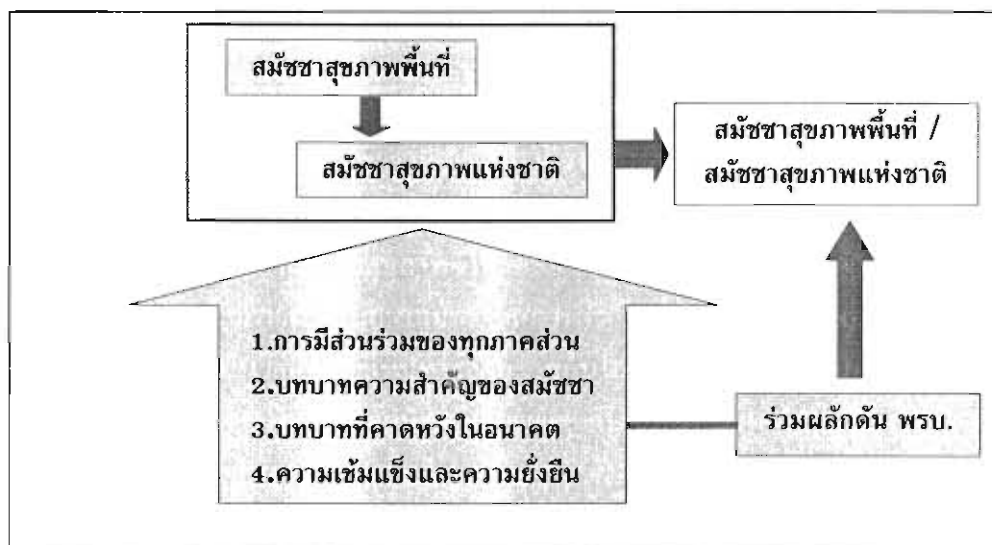 สมัชชาสุขภาพพื้นที่
สมัชชาสุขภาพแห่งชาติ
สมัชชาสุขภาพพื้นที่ /
สมัชชาสุขภาพแห่งชาติ
1.การมีส่วนร่วมของทุกภาคส่วน
2.บทบาทความสำคัญของสมัชชา
3.บทบาทที่คาดหวังในอนาคต
4.ความเข้มแข็งและความยั่งยืน
ร่วมผลักดัน พรบ.